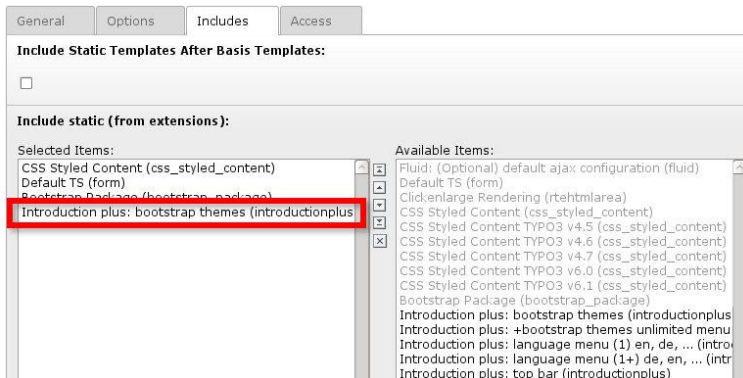 General Options Includes Access
Include Static Templates After Basis Templates:
Include static (from extensions):
Selected Items:
CSS Styled Content (css_styled_content)
Default TS (form)
Bootstrap Package (bootstrap_package)
Introduction plus: bootstrap themes (introductionplus
Available Items:
Fluid: (Optional) default ajax configuration (fluid)
Default TS (form)
Clickenlarge Rendering (rtehtmlarea)
CSS Styled Content (css_styled_content)
CSS Styled Content TYPO3 v4.5 (css_styled_content)
CSS Styled Content TYPO3 v4.6 (css_styled_content)
CSS Styled Content TYPO3 v4.7 (css_styled_content)
CSS Styled Content TYPO3 v6.0 (css_styled_content)
CSS Styled Content TYPO3 v6.1 (css_styled_content)
Bootstrap Package (bootstrap_package)
Introduction plus: bootstrap themes (introductionplus
Introduction plus: +bootstrap themes unlimited menu
Introduction plus: language menu (1) en, de, ... (intro
Introduction plus: language menu (1+) de, en, ... (intr
Introduction plus: top bar (introductionplus)